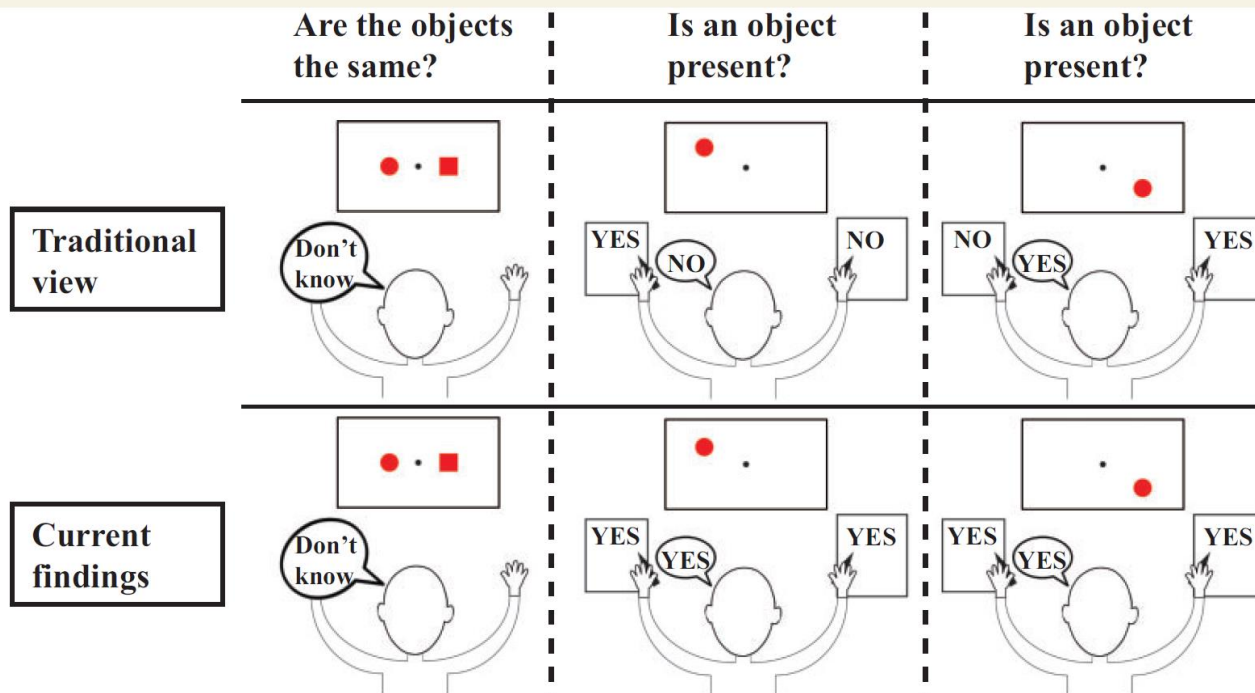 Are the objects
the same?
Is an object
present?
Is an object
present?
Traditional
view
Don't
know
YES
NO
NO
NO
YES
YES
Current
findings
Don't
know
YES
YES
YES
YES
YES
YES